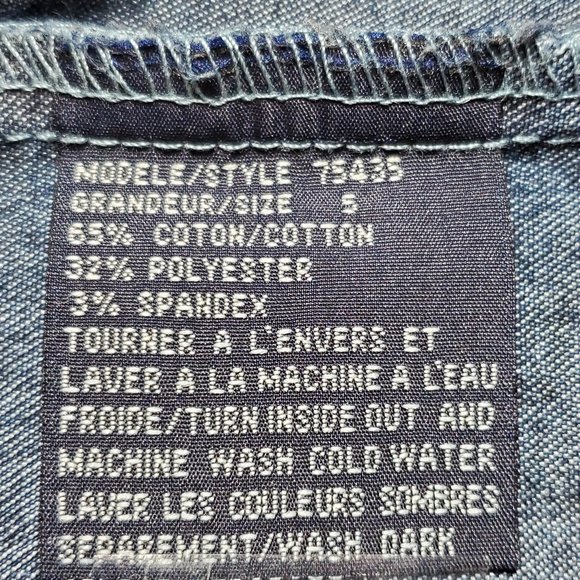 MODELE/STYLE 75435
GRANDEUR/SIZE 5
65% COTON/COTTON
32% POLYESTER
3% SPANDEX
TOURNER A L'ENVERS ET
LAVER A LA MACHINE A L'EAU
FROIDE/TURN INSIDE OUT AND
MACHINE WASH COLD WATER
LAVER LES COULEURS SOMBRES
SEPAREMENT/WASH DARK